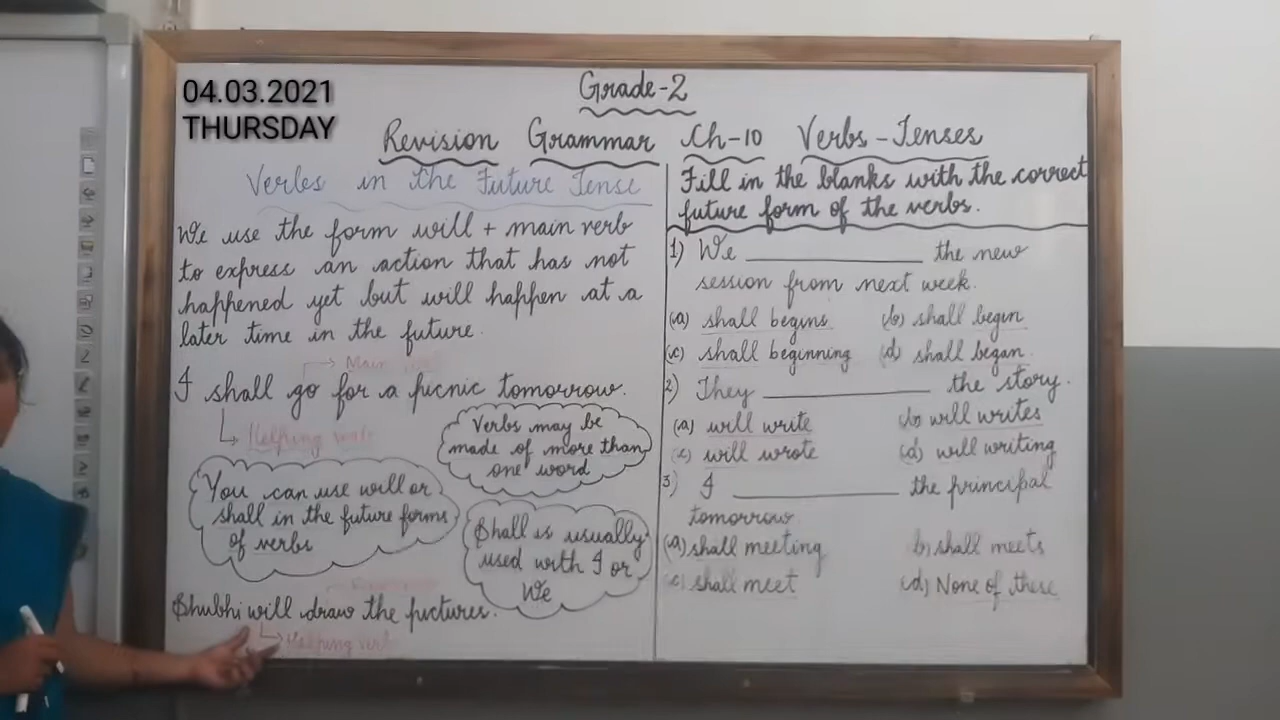 04.03.2021
THURSDAY
Grade-2
Revision Grammar Ch-10 Verbs-Tenses
Verbs in the Future Tense
We use the form will + main verb
to express an action that has not
happened yet but will happen at a
later time in the future.
Main
I shall go for a picnic tomorrow.
Helping verb
Verbs may be
made of more than
one word
You can use will or
shall in the future forms
of verbs
Shall is usually
used with I or
We
Shubhi will draw the pictures.
Helping verb
Fill in the blanks with the correct
future form of the verbs.
1) We ____________ the new
session from next week.
(a) shall begins (b) shall begin
(c) shall beginning (d) shall began
2) They ____________ the story.
(a) will write (b) will writes
(c) will wrote (d) will writing
3) I ____________ the principal
tomorrow
(a) shall meeting b) shall meets
c) shall meet (d) None of these